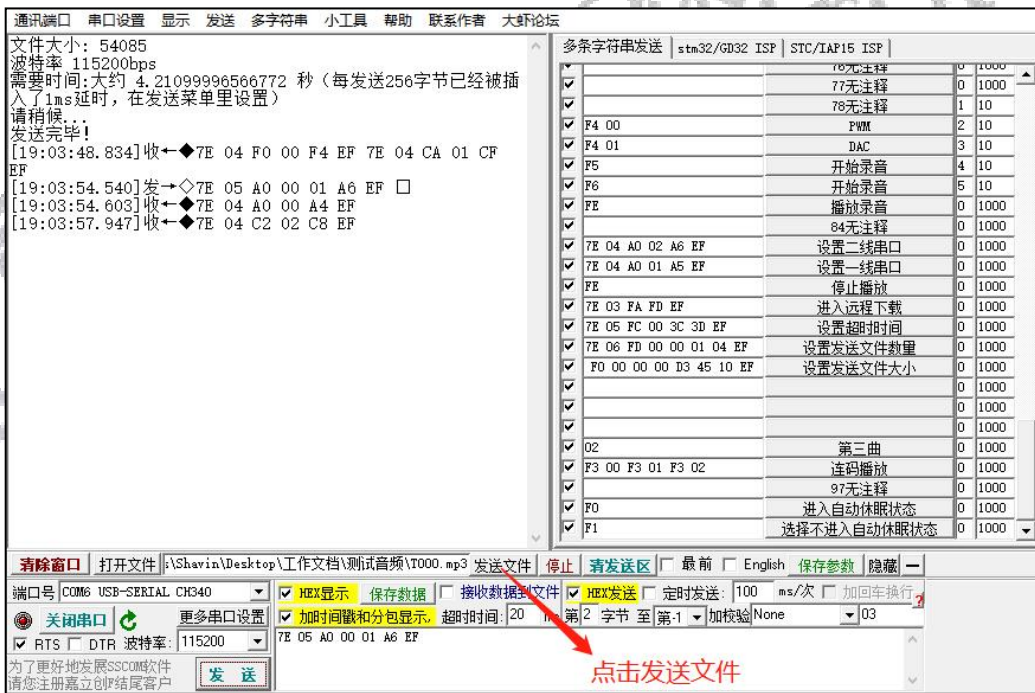 通讯端口 串口设置 显示 发送 多字符串 小工具 帮助 联系作者 大虾论坛
文件大小: 54085
波特率 115200bps
需要时间:大约 4.21099996566772 秒（每发送256字节已经被插
入了1ms延时，在发送菜单里设置）
请稍候...
发送完毕!
[19:03:48.834]收←◆7E 04 F0 00 F4 EF 7E 04 CA 01 CF
EF
[19:03:54.540]发→◇7E 05 A0 00 01 A6 EF □
[19:03:54.603]收←◆7E 04 A0 00 A4 EF
[19:03:57.947]收←◆7E 04 C2 02 C8 EF
多条字符串发送 stm32/GD32 ISP STC/IAP15 ISP
76无注释 0 1000
77无注释 0 1000
78无注释 1 10
F4 00 PWM 2 10
F4 01 DAC 3 10
F5 开始录音 4 10
F6 开始录音 5 10
FE 播放录音 0 1000
84无注释 0 1000
7E 04 A0 02 A6 EF 设置二线串口 0 1000
7E 04 A0 01 A5 EF 设置一线串口 0 1000
FE 停止播放 0 1000
7E 03 FA FD EF 进入远程下载 0 1000
7E 05 FC 00 3C 3D EF 设置超时时间 0 1000
7E 06 FD 00 00 01 04 EF 设置发送文件数量 0 1000
F0 00 00 00 D3 45 10 EF 设置发送文件大小 0 1000
0 1000
0 1000
0 1000
02 第三曲 0 1000
F3 00 F3 01 F3 02 连码播放 0 1000
97无注释 0 1000
F0 进入自动休眠状态 0 1000
F1 选择不进入自动休眠状态 0 1000
清除窗口 打开文件 :\Shavin\Desktop\工作文档\测试音频\T000.mp3 发送文件 停止 清发送区 最前 English 保存参数 隐藏
端口号 COM6 USB-SERIAL CH340 HEX显示 保存数据 接收数据到文件 HEX发送 定时发送: 100 ms/次 加回车换行
关闭串口 更多串口设置 加时间戳和分包显示, 超时时间: 20 第 2 字节 至 第-1 加校验 None 03
RTS DTR 波特率: 115200 7E 05 A0 00 01 A6 EF
为了更好地发展SSCOM软件
请您注册嘉立创F结尾客户
发 送
点击发送文件